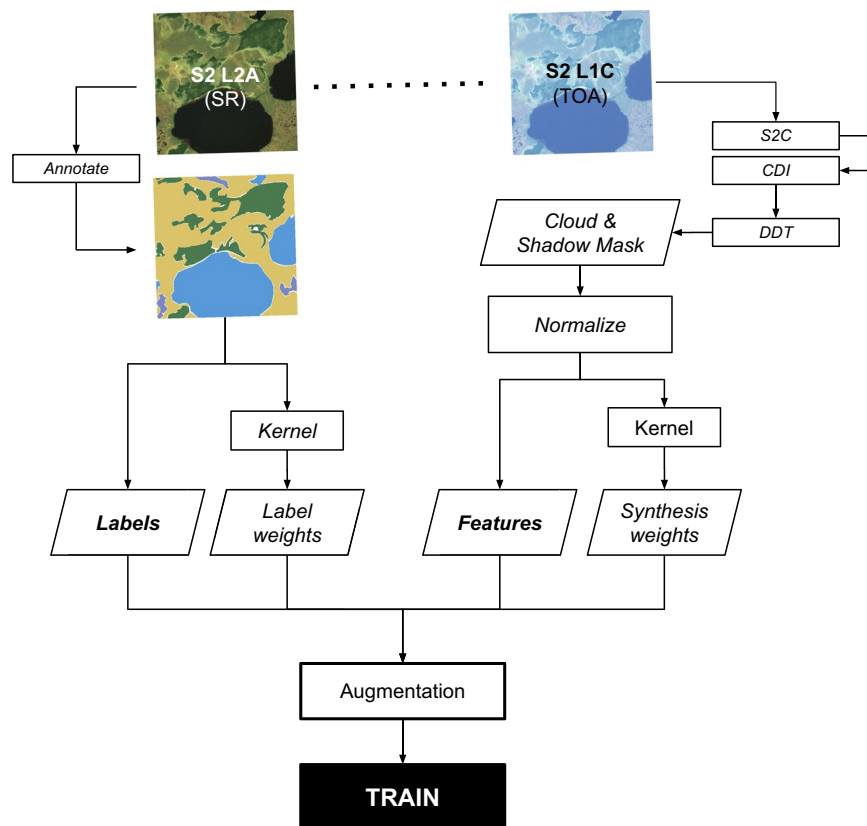 S2 L2A
(SR)
S2 L1C
(TOA)
S2C
Annotate
CDI
Cloud &
Shadow Mask
DDT
Normalize
Kernel
Kernel
Labels
Label
weights
Features
Synthesis
weights
Augmentation
TRAIN